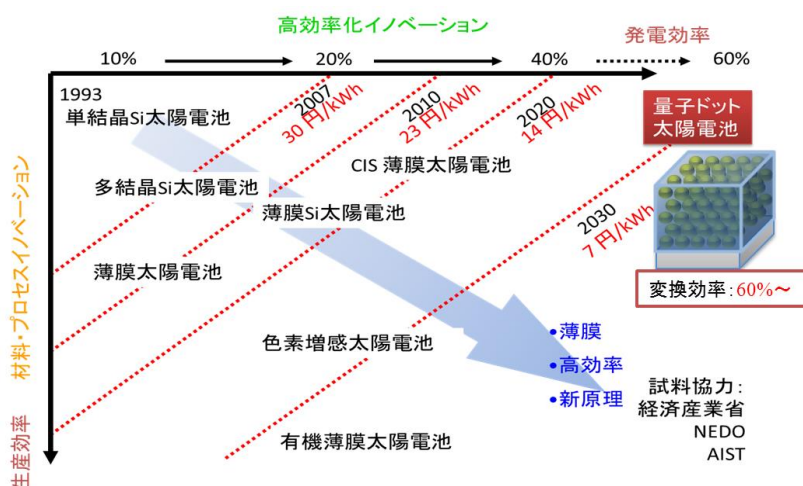 高効率化イノベーション
10%
20%
40%
発電効率
60%
1993
単結晶Si太陽電池
2007
30 円/kWh
2010
23 円/kWh
2020
14 円/kWh
量子ドット
太陽電池
CIS 薄膜太陽電池
多結晶Si太陽電池
薄膜Si太陽電池
2030
7 円/kWh
薄膜太陽電池
変換効率：60%～
色素増感太陽電池
•薄膜
•高効率
•新原理
有機薄膜太陽電池
試料協力：
経済産業省
NEDO
AIST
材料・プロセスイノベーション
生産効率